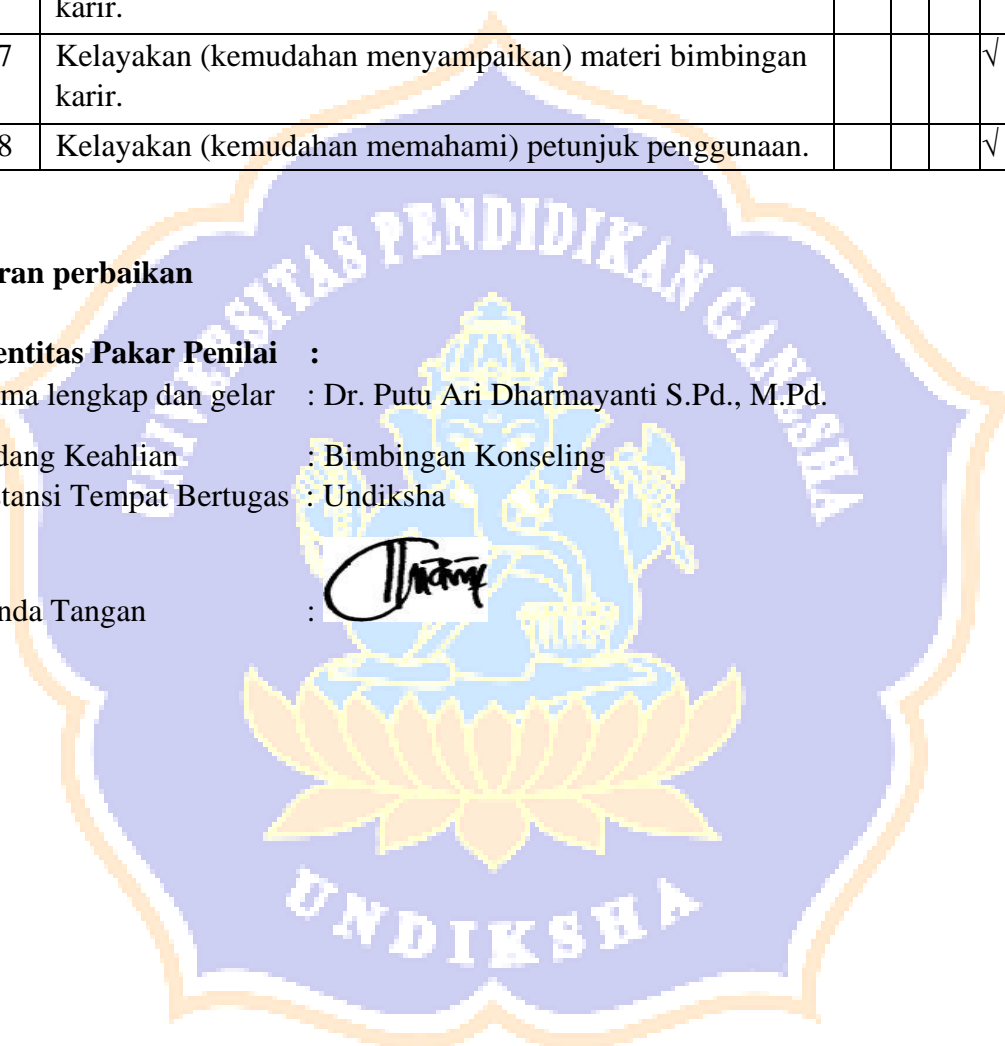 karir.
7 Kelayakan (kemudahan menyampaikan) materi bimbingan √
karir.
8 Kelayakan (kemudahan memahami) petunjuk penggunaan. √
UNIVERSITAS PENDIDIKAN GANESHA
ran perbaikan
entitas Pakar Penilai :
ma lengkap dan gelar : Dr. Putu Ari Dharmayanti S.Pd., M.Pd.
dang Keahlian : Bimbingan Konseling
tansi Tempat Bertugas : Undiksha
nda Tangan :
UNDIKSHA